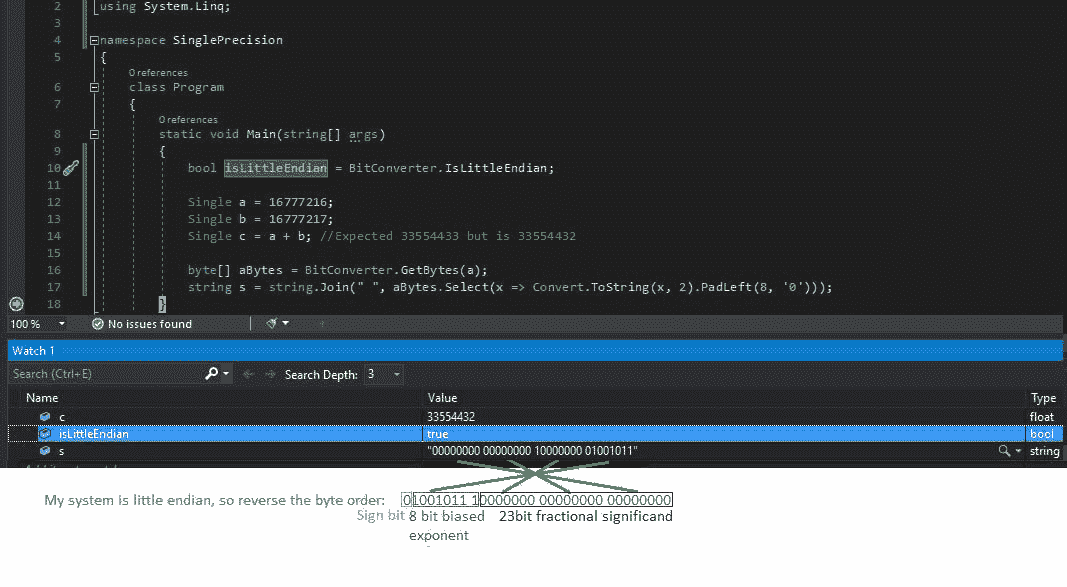 2 using System.Linq;
3
4 namespace SinglePrecision
5 {
0 references
6 class Program
7 {
0 references
8 static void Main(string[] args)
9 {
10 bool isLittleEndian = BitConverter.IsLittleEndian;
11
12 Single a = 16777216;
13 Single b = 16777217;
14 Single c = a + b; //Expected 33554433 but is 33554432
15
16 byte[] aBytes = BitConverter.GetBytes(a);
17 string s = string.Join(" ", aBytes.Select(x => Convert.ToString(x, 2).PadLeft(8, '0')));
18 }
100 % No issues found
Watch 1
Search (Ctrl+E) Search Depth: 3
Name Value Type
c 33554432 float
isLittleEndian true bool
s "00000000 00000000 10000000 01001011" string
My system is little endian, so reverse the byte order: 01001011 10000000 00000000 00000000
Sign bit 8 bit biased 23bit fractional significand
exponent